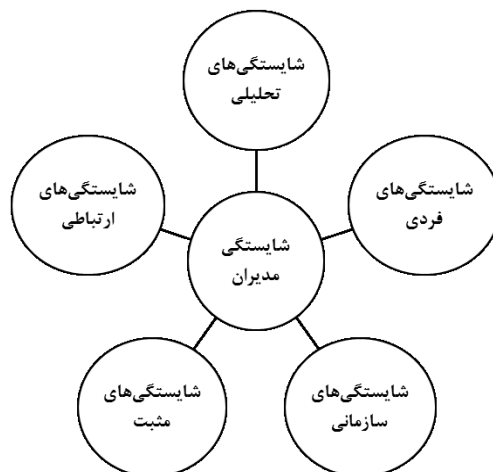 شایستگی‌های
تحلیلی
شایستگی‌های
فردی
شایستگی‌های
ارتباطی
شایستگی
مدیران
شایستگی‌های
سازمانی
شایستگی‌های
مثبت